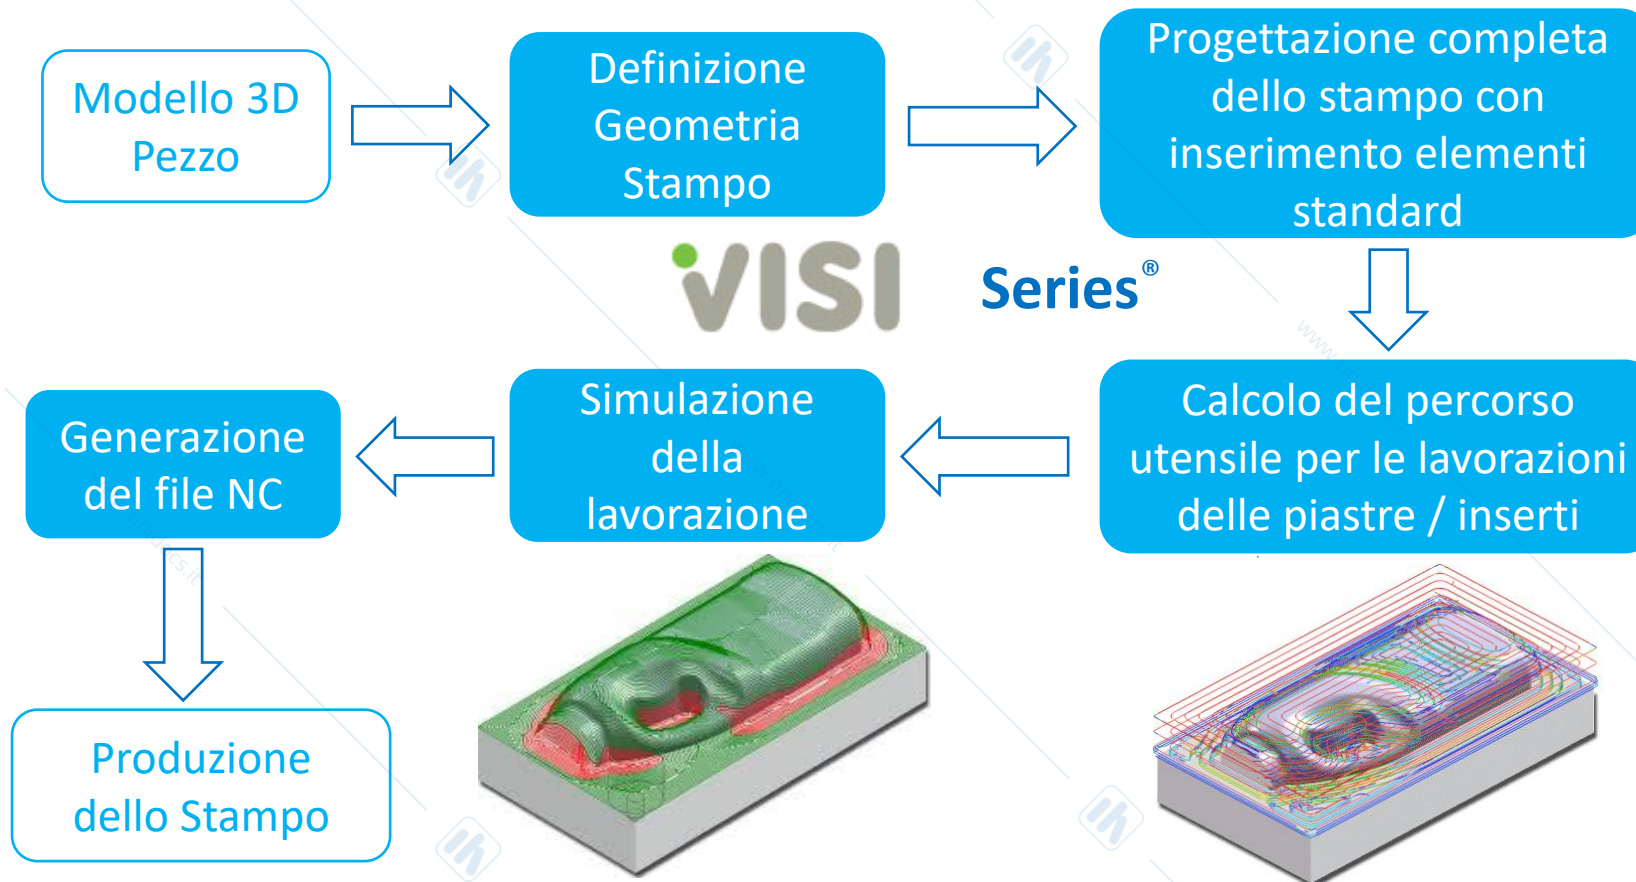 Modello 3D
Pezzo
Definizione
Geometria
Stampo
Progettazione completa
dello stampo con
inserimento elementi
standard
VISI Series®
Generazione
del file NC
Simulazione
della
lavorazione
Calcolo del percorso
utensile per le lavorazioni
delle piastre / inserti
Produzione
dello Stampo